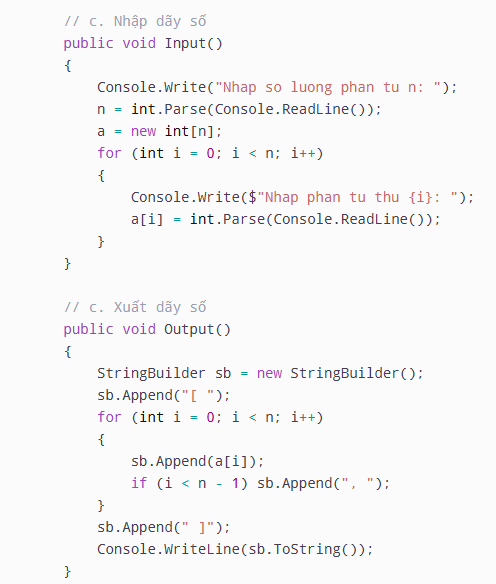 // c. Nhập dãy số
public void Input()
{
Console.Write("Nhap so luong phan tu n: ");
n = int.Parse(Console.ReadLine());
a = new int[n];
for (int i = 0; i < n; i++)
{
Console.Write($"Nhap phan tu thu {i}: ");
a[i] = int.Parse(Console.ReadLine());
}
}
// c. Xuất dãy số
public void Output()
{
StringBuilder sb = new StringBuilder();
sb.Append("[ ");
for (int i = 0; i < n; i++)
{
sb.Append(a[i]);
if (i < n - 1) sb.Append(", ");
}
sb.Append(" ]");
Console.WriteLine(sb.ToString());
}